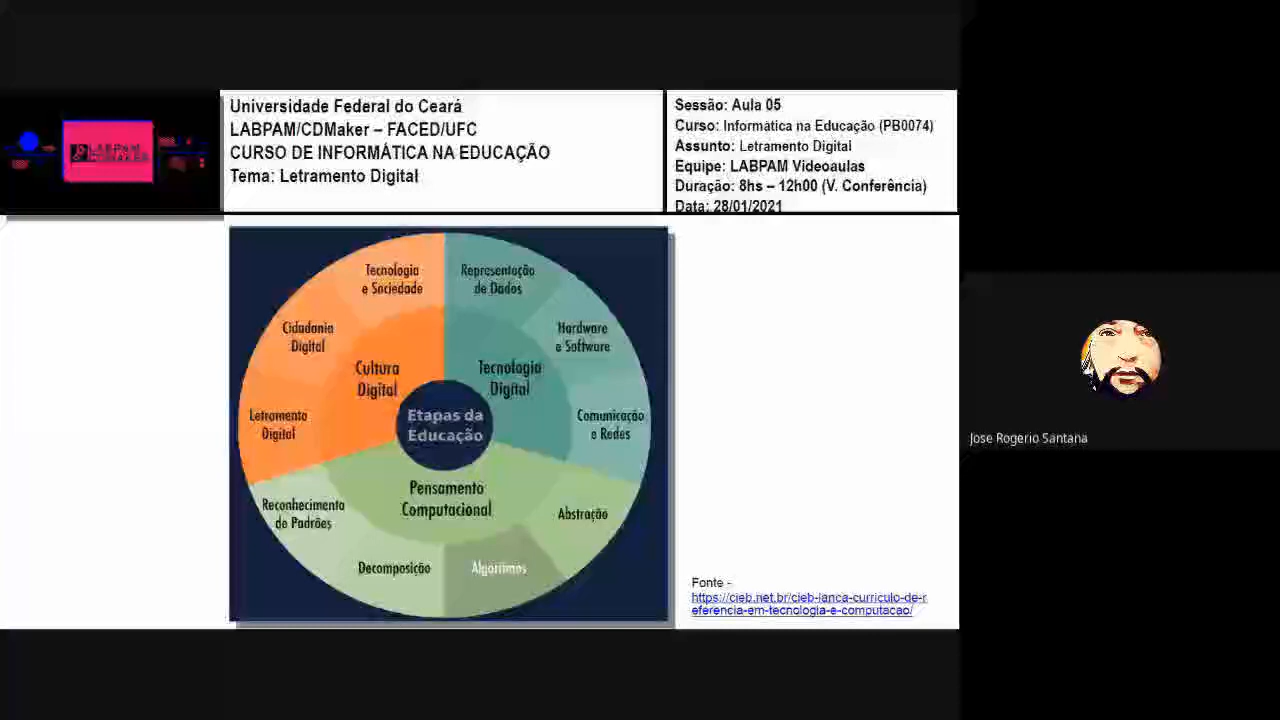 LABPAM
CDMAKER
Universidade Federal do Ceará
LABPAM/CDMaker – FACED/UFC
CURSO DE INFORMÁTICA NA EDUCAÇÃO
Tema: Letramento Digital
Sessão: Aula 05
Curso: Informática na Educação (PB0074)
Assunto: Letramento Digital
Equipe: LABPAM Videoaulas
Duração: 8hs – 12h00 (V. Conferência)
Data: 28/01/2021
Tecnologia
e Sociedade
Representação
de Dados
Cidadania
Digital
Hardware
e Software
Cultura
Digital
Tecnologia
Digital
Letramento
Digital
Etapas da
Educação
Comunicação
e Redes
Pensamento
Computacional
Reconhecimento
de Padrões
Abstração
Decomposição
Algoritmos
Fonte -
https://cieb.net.br/cieb-lanca-curriculo-de-r
eferencia-em-tecnologia-e-computacao/
Jose Rogerio Santana